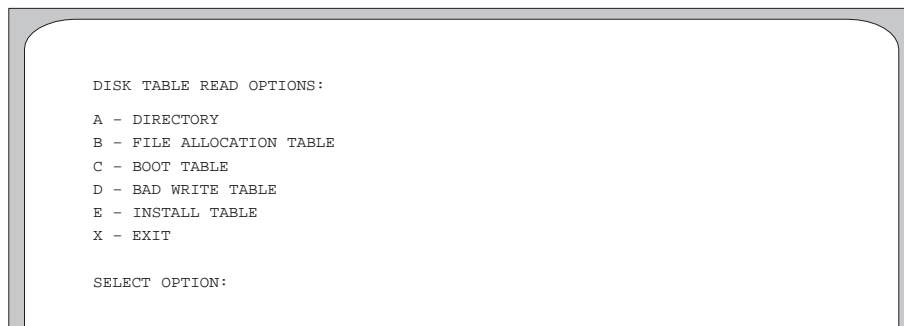 DISK TABLE READ OPTIONS:
A - DIRECTORY
B - FILE ALLOCATION TABLE
C - BOOT TABLE
D - BAD WRITE TABLE
E - INSTALL TABLE
X - EXIT
SELECT OPTION: